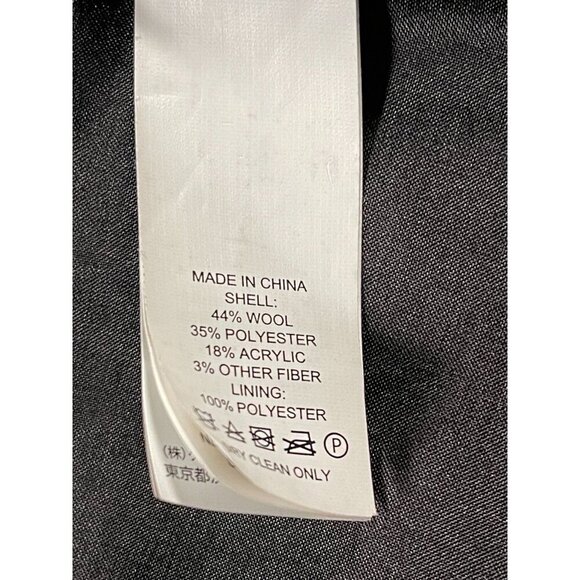 MADE IN CHINA
SHELL:
44% WOOL
35% POLYESTER
18% ACRYLIC
3% OTHER FIBER
LINING:
100% POLYESTER
P
DRY CLEAN ONLY
(株)
東京都